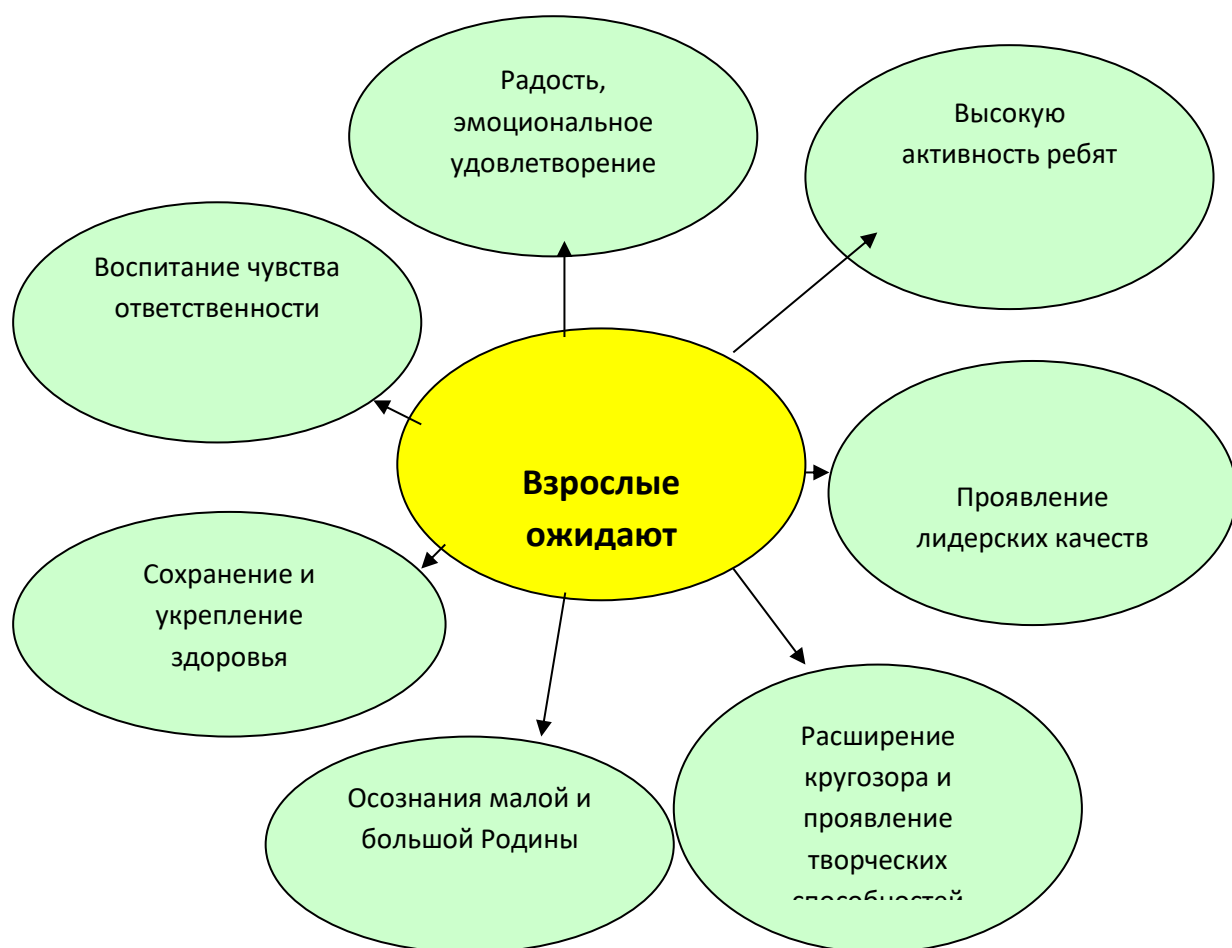 Радость,
эмоциональное
удовлетворение
Высокую
активность ребят
Воспитание чувства
ответственности
Взрослые
ожидают
Проявление
лидерских качеств
Сохранение и
укрепление
здоровья
Расширение
кругозора и
проявление
творческих
способностей
Осознания малой и
большой Родины